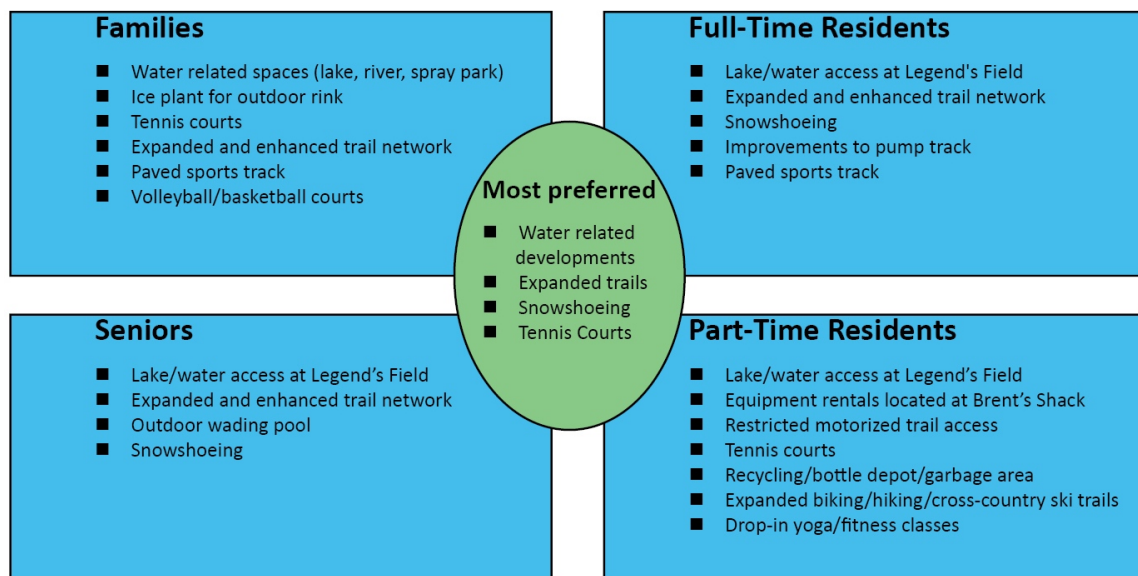 Families
■ Water related spaces (lake, river, spray park)
■ Ice plant for outdoor rink
■ Tennis courts
■ Expanded and enhanced trail network
■ Paved sports track
■ Volleyball/basketball courts
Full-Time Residents
■ Lake/water access at Legend's Field
■ Expanded and enhanced trail network
■ Snowshoeing
■ Improvements to pump track
■ Paved sports track
Most preferred
■ Water related
developments
■ Expanded trails
■ Snowshoeing
■ Tennis Courts
Seniors
■ Lake/water access at Legend’s Field
■ Expanded and enhanced trail network
■ Outdoor wading pool
■ Snowshoeing
Part-Time Residents
■ Lake/water access at Legend’s Field
■ Equipment rentals located at Brent’s Shack
■ Restricted motorized trail access
■ Tennis courts
■ Recycling/bottle depot/garbage area
■ Expanded biking/hiking/cross-country ski trails
■ Drop-in yoga/fitness classes